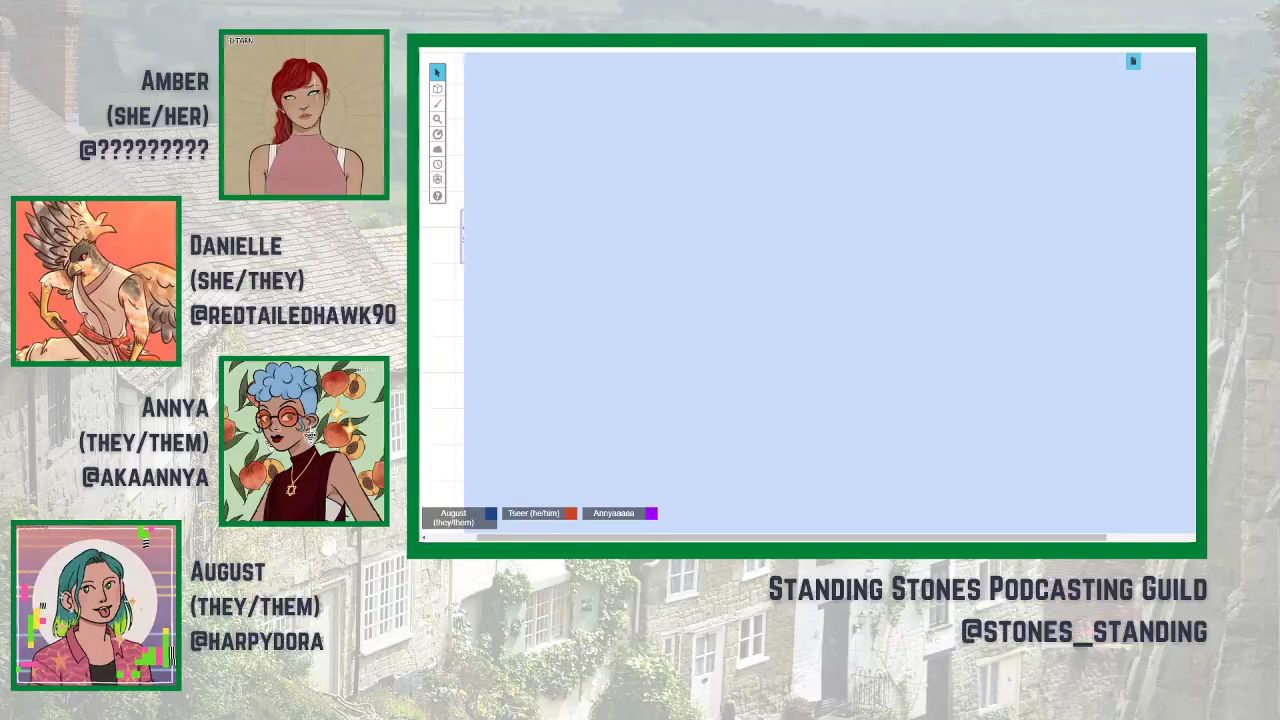 AMBER
(SHE/HER)
@?????????
DANIELLE
(SHE/THEY)
@REDTAILEDHAWK90
ANNYA
(THEY/THEM)
@AKAANNYA
AUGUST
(THEY/THEM)
@HARPYDORA
August
(they/them)
Tseer (he/him)
Annyaaaaa
STANDING STONES PODCASTING GUILD
@STONES_STANDING